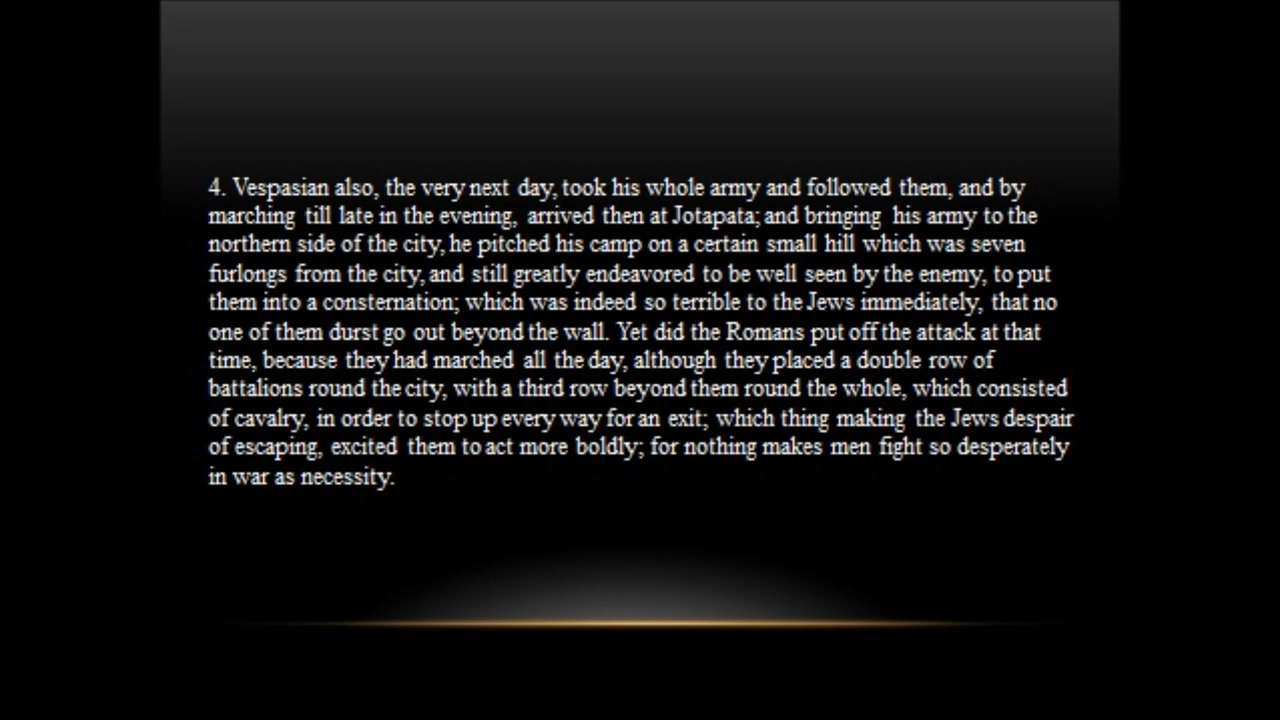 4. Vespasian also, the very next day, took his whole army and followed them, and by
marching till late in the evening, arrived then at Jotapata; and bringing his army to the
northern side of the city, he pitched his camp on a certain small hill which was seven
furlongs from the city, and still greatly endeavored to be well seen by the enemy, to put
them into a consternation; which was indeed so terrible to the Jews immediately, that no
one of them durst go out beyond the wall. Yet did the Romans put off the attack at that
time, because they had marched all the day, although they placed a double row of
battalions round the city, with a third row beyond them round the whole, which consisted
of cavalry, in order to stop up every way for an exit; which thing making the Jews despair
of escaping, excited them to act more boldly; for nothing makes men fight so desperately
in war as necessity.